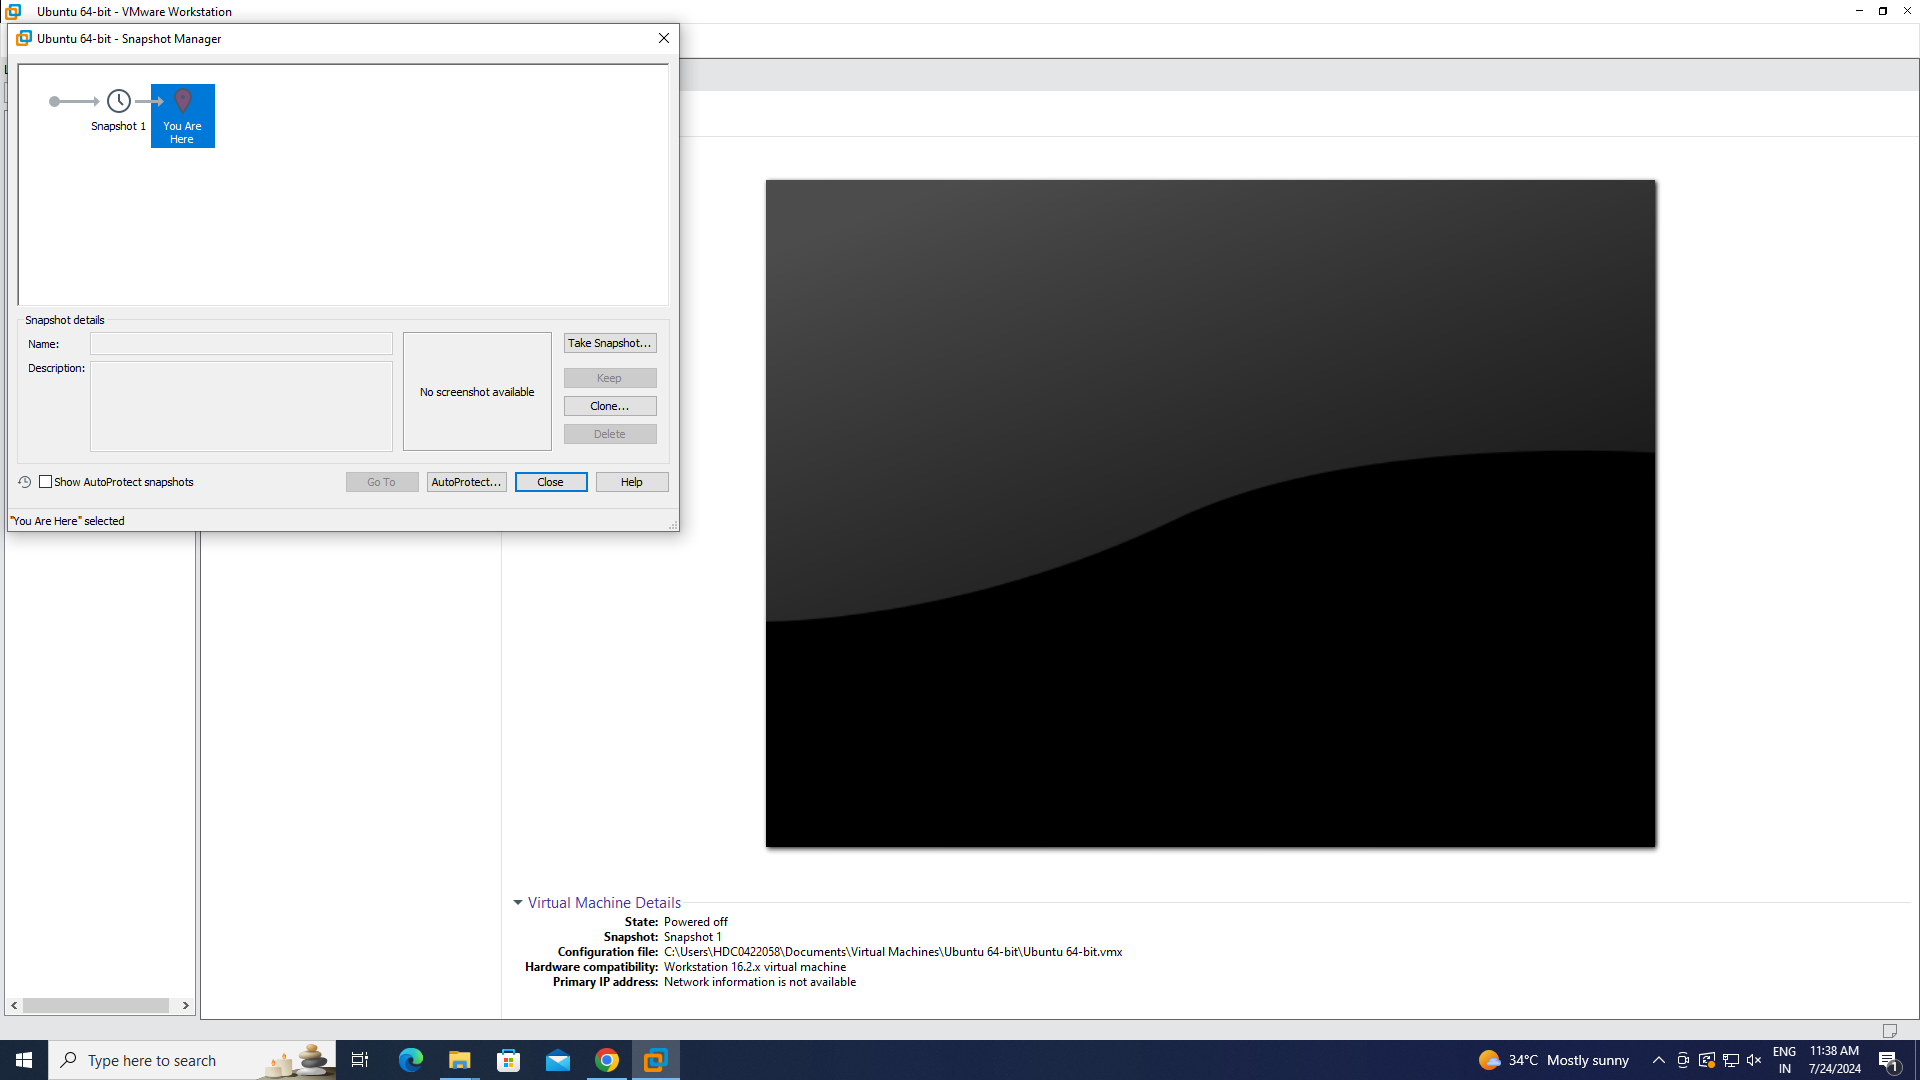 Ubuntu 64-bit - VMware Workstation
Ubuntu 64-bit - Snapshot Manager
Snapshot 1
You Are
Here
Snapshot details
Name:
Description:
No screenshot available
Take Snapshot...
Keep
Clone...
Delete
Show AutoProtect snapshots
Go To
AutoProtect...
Close
Help
"You Are Here" selected
Virtual Machine Details
State: Powered off
Snapshot: Snapshot 1
Configuration file: C:\Users\HDC0422058\Documents\Virtual Machines\Ubuntu 64-bit\Ubuntu 64-bit.vmx
Hardware compatibility: Workstation 16.2.x virtual machine
Primary IP address: Network information is not available
Type here to search
34°C Mostly sunny
ENG
IN
11:38 AM
7/24/2024
1